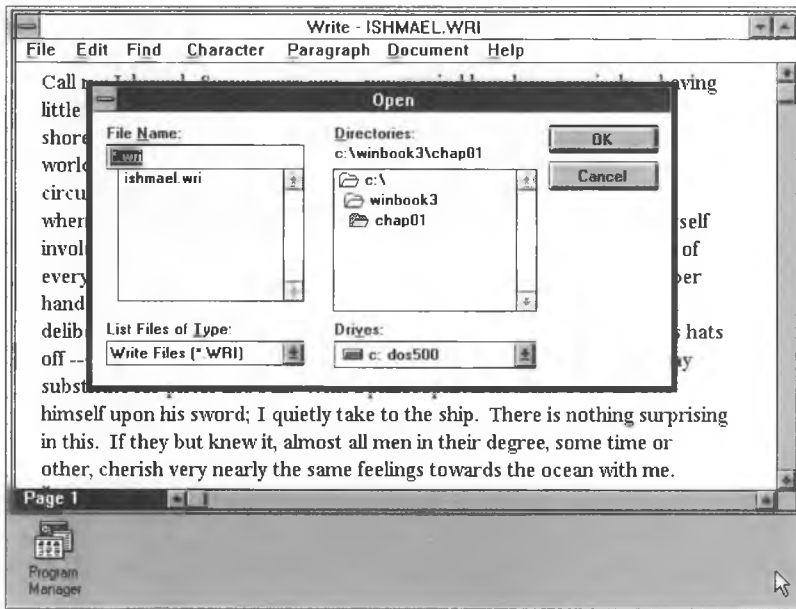 Write - ISHMAEL.WRI
File Edit Find Character Paragraph Document Help
Call aving
little
shore
world
circu
when self
invol of
every per
hand
delib s hats
off --
subst
himself upon his sword; I quietly take to the ship. There is nothing surprising
in this. If they but knew it, almost all men in their degree, some time or
other, cherish very nearly the same feelings towards the ocean with me.
Open
File Name:
*.wri
ishmael.wri
List Files of Type:
Write Files (*.WRI)
Directories:
c:\winbook3\chap01
c:\
winbook3
chap01
Drives:
c: dos500
OK
Cancel
Page 1
Program
Manager